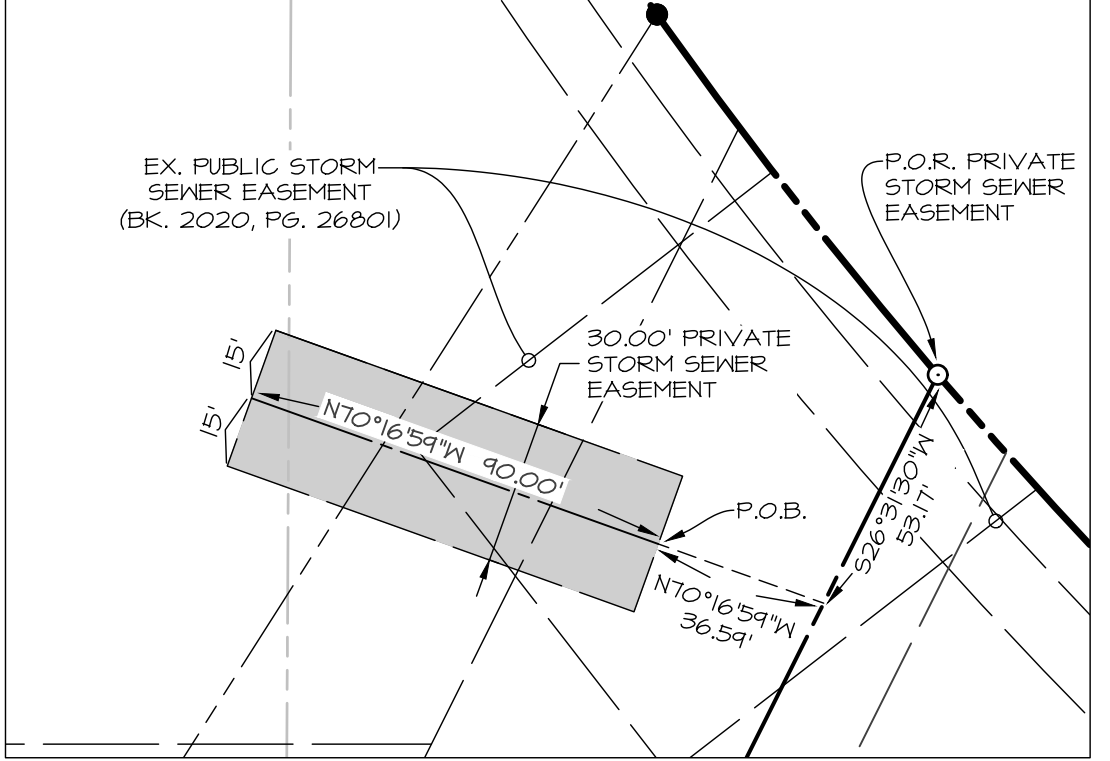 EX. PUBLIC STORM
SEWER EASEMENT
(BK. 2020, PG. 26801)
P.O.R. PRIVATE
STORM SEWER
EASEMENT
30.00' PRIVATE
STORM SEWER
EASEMENT
15'
15'
N70°16'59"W 90.00'
P.O.B.
S26°31'30"W
53.17'
N70°16'59"W
36.59'